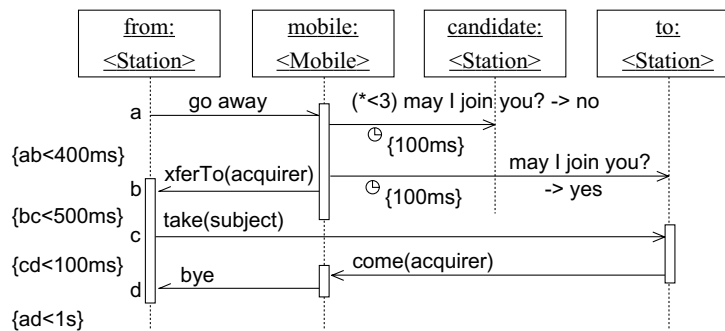 from:
<Station>
mobile:
<Mobile>
candidate:
<Station>
to:
<Station>
a
go away
(*<3) may I join you? -> no
{100ms}
{ab<400ms}
may I join you?
-> yes
b
xferTo(acquirer)
{100ms}
{bc<500ms}
take(subject)
c
{cd<100ms}
come(acquirer)
bye
d
{ad<1s}